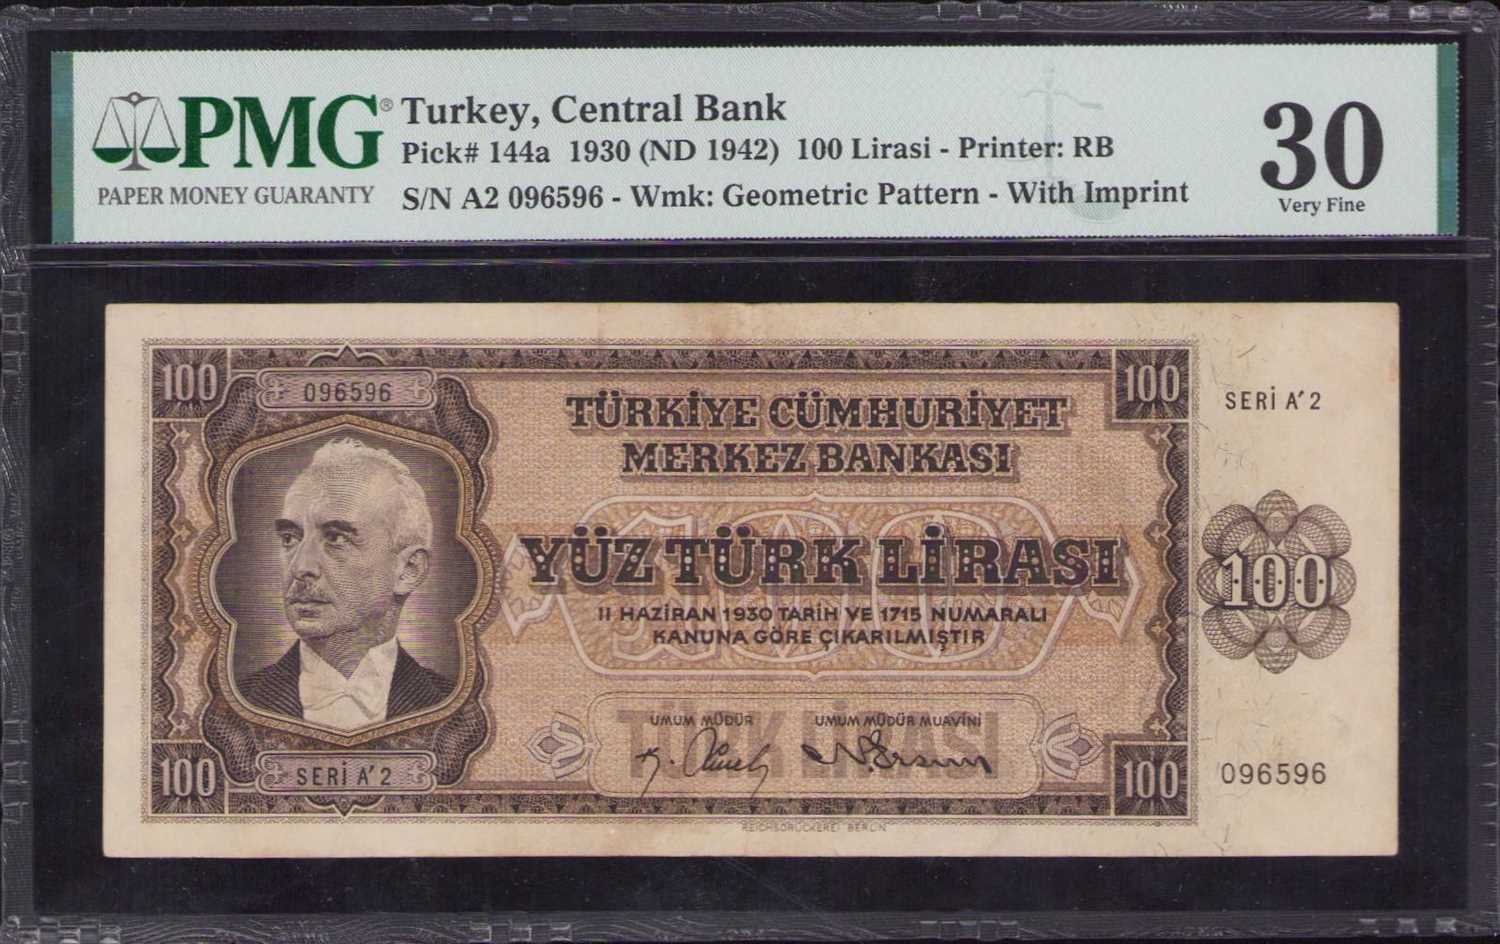 PMG®
PAPER MONEY GUARANTY
Turkey, Central Bank
Pick# 144a 1930 (ND 1942) 100 Lirasi - Printer: RB
S/N A2 096596 - Wmk: Geometric Pattern - With Imprint
30
Very Fine
100
096596
100
SERİ A' 2
TÜRKİYE CÜMHURİYET
MERKEZ BANKASI
100
YÜZ TÜRK LİRASI
100
II HAZİRAN 1930 TARİH VE 1715 NUMARALI
KANUNA GÖRE ÇIKARILMIŞTIR
UMUM MÜDÜR
UMUM MÜDÜR MUAVİNİ
TÜRK LİRASI
100
SERİ A' 2
100
096596
REICHSDRUCKEREI BERLIN